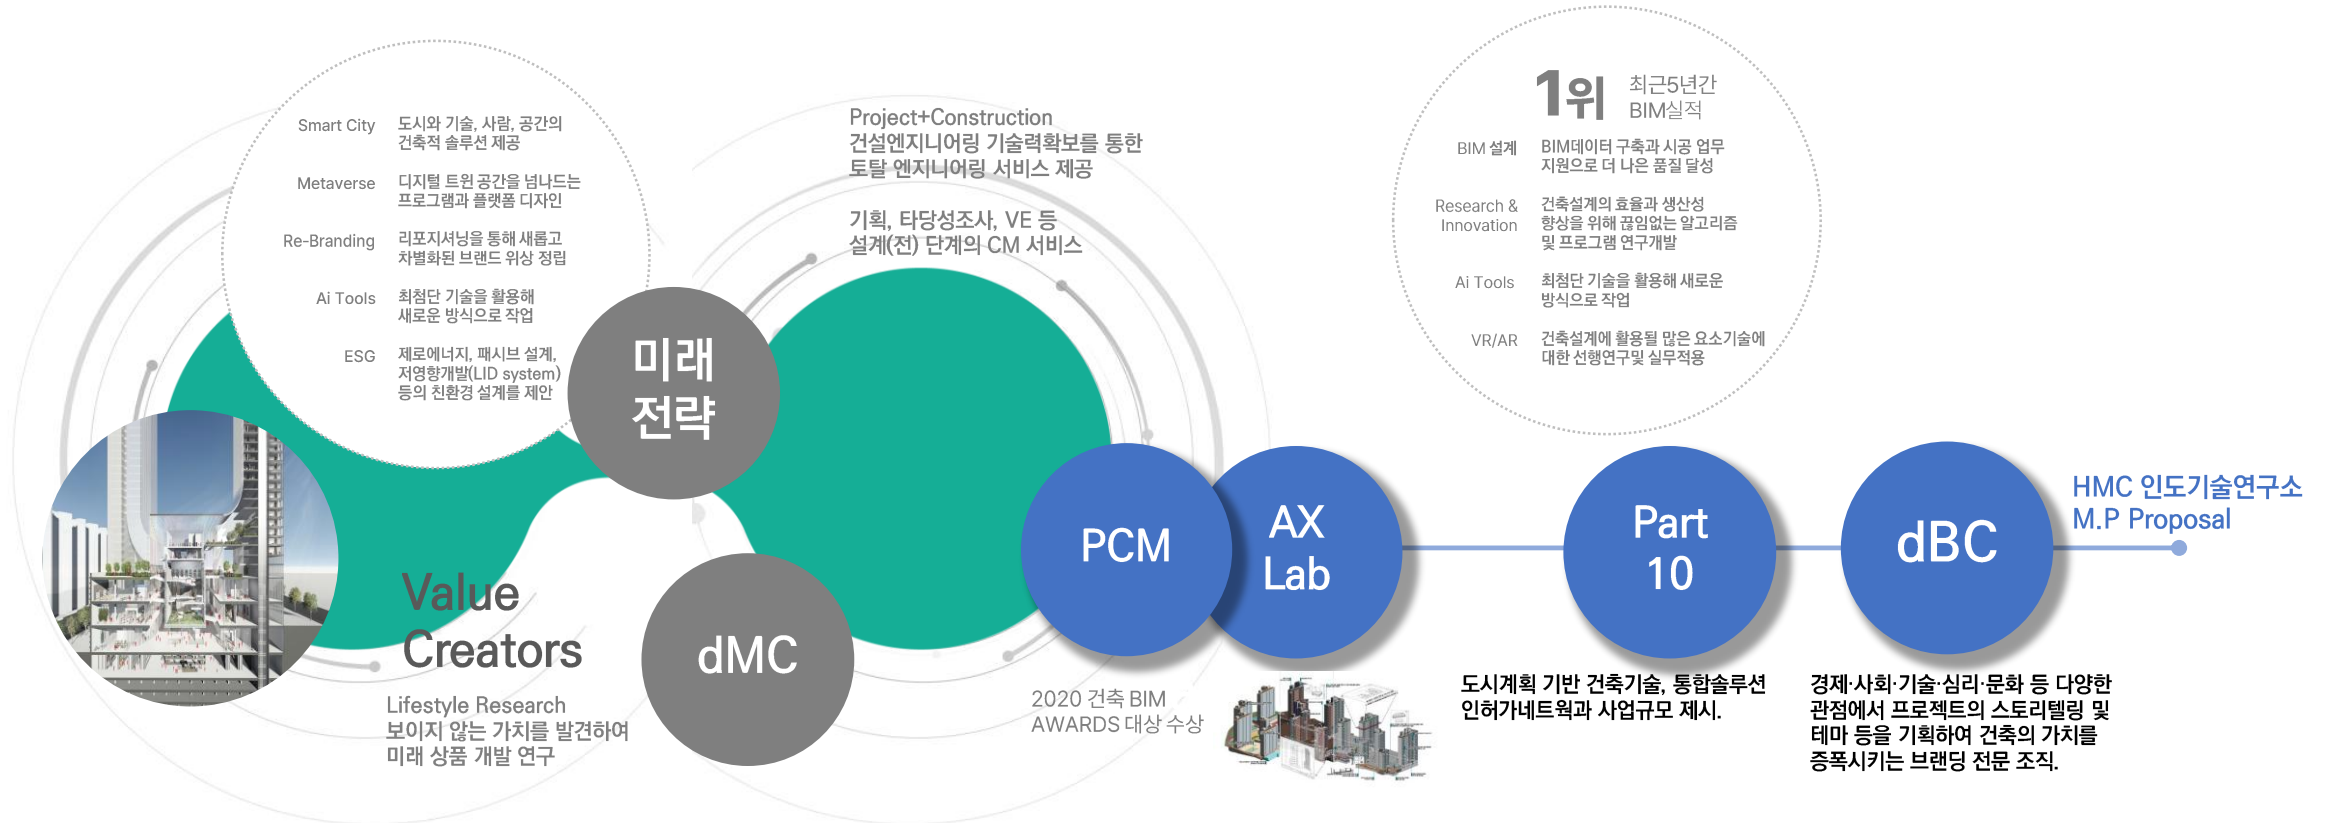 Smart City
도시와 기술, 사람, 공간의
건축적 솔루션 제공
Metaverse
디지털 트윈 공간을 넘나드는
프로그램과 플랫폼 디자인
Re-Branding
리포지셔닝을 통해 새롭고
차별화된 브랜드 위상 정립
Ai Tools
최첨단 기술을 활용해
새로운 방식으로 작업
ESG
제로에너지, 패시브 설계,
저영향개발(LID system)
등의 친환경 설계를 제안
미래
전략
Value
Creators
Lifestyle Research
보이지 않는 가치를 발견하여
미래 상품 개발 연구
dMC
Project+Construction
건설엔지니어링 기술력확보를 통한
토탈 엔지니어링 서비스 제공
기획, 타당성조사, VE 등
설계(전) 단계의 CM 서비스
PCM
2020 건축 BIM
AWARDS 대상 수상
AX
Lab
1위
최근5년간
BIM실적
BIM 설계
BIM데이터 구축과 시공 업무
지원으로 더 나은 품질 달성
Research &
Innovation
건축설계의 효율과 생산성
향상을 위해 끊임없는 알고리즘
및 프로그램 연구개발
Ai Tools
최첨단 기술을 활용해 새로운
방식으로 작업
VR/AR
건축설계에 활용될 많은 요소기술에
대한 선행연구및 실무적용
Part
10
도시계획 기반 건축기술, 통합솔루션
인허가네트웍과 사업규모 제시.
dBC
경제·사회·기술·심리·문화 등 다양한
관점에서 프로젝트의 스토리텔링 및
테마 등을 기획하여 건축의 가치를
증폭시키는 브랜딩 전문 조직.
HMC 인도기술연구소
M.P Proposal